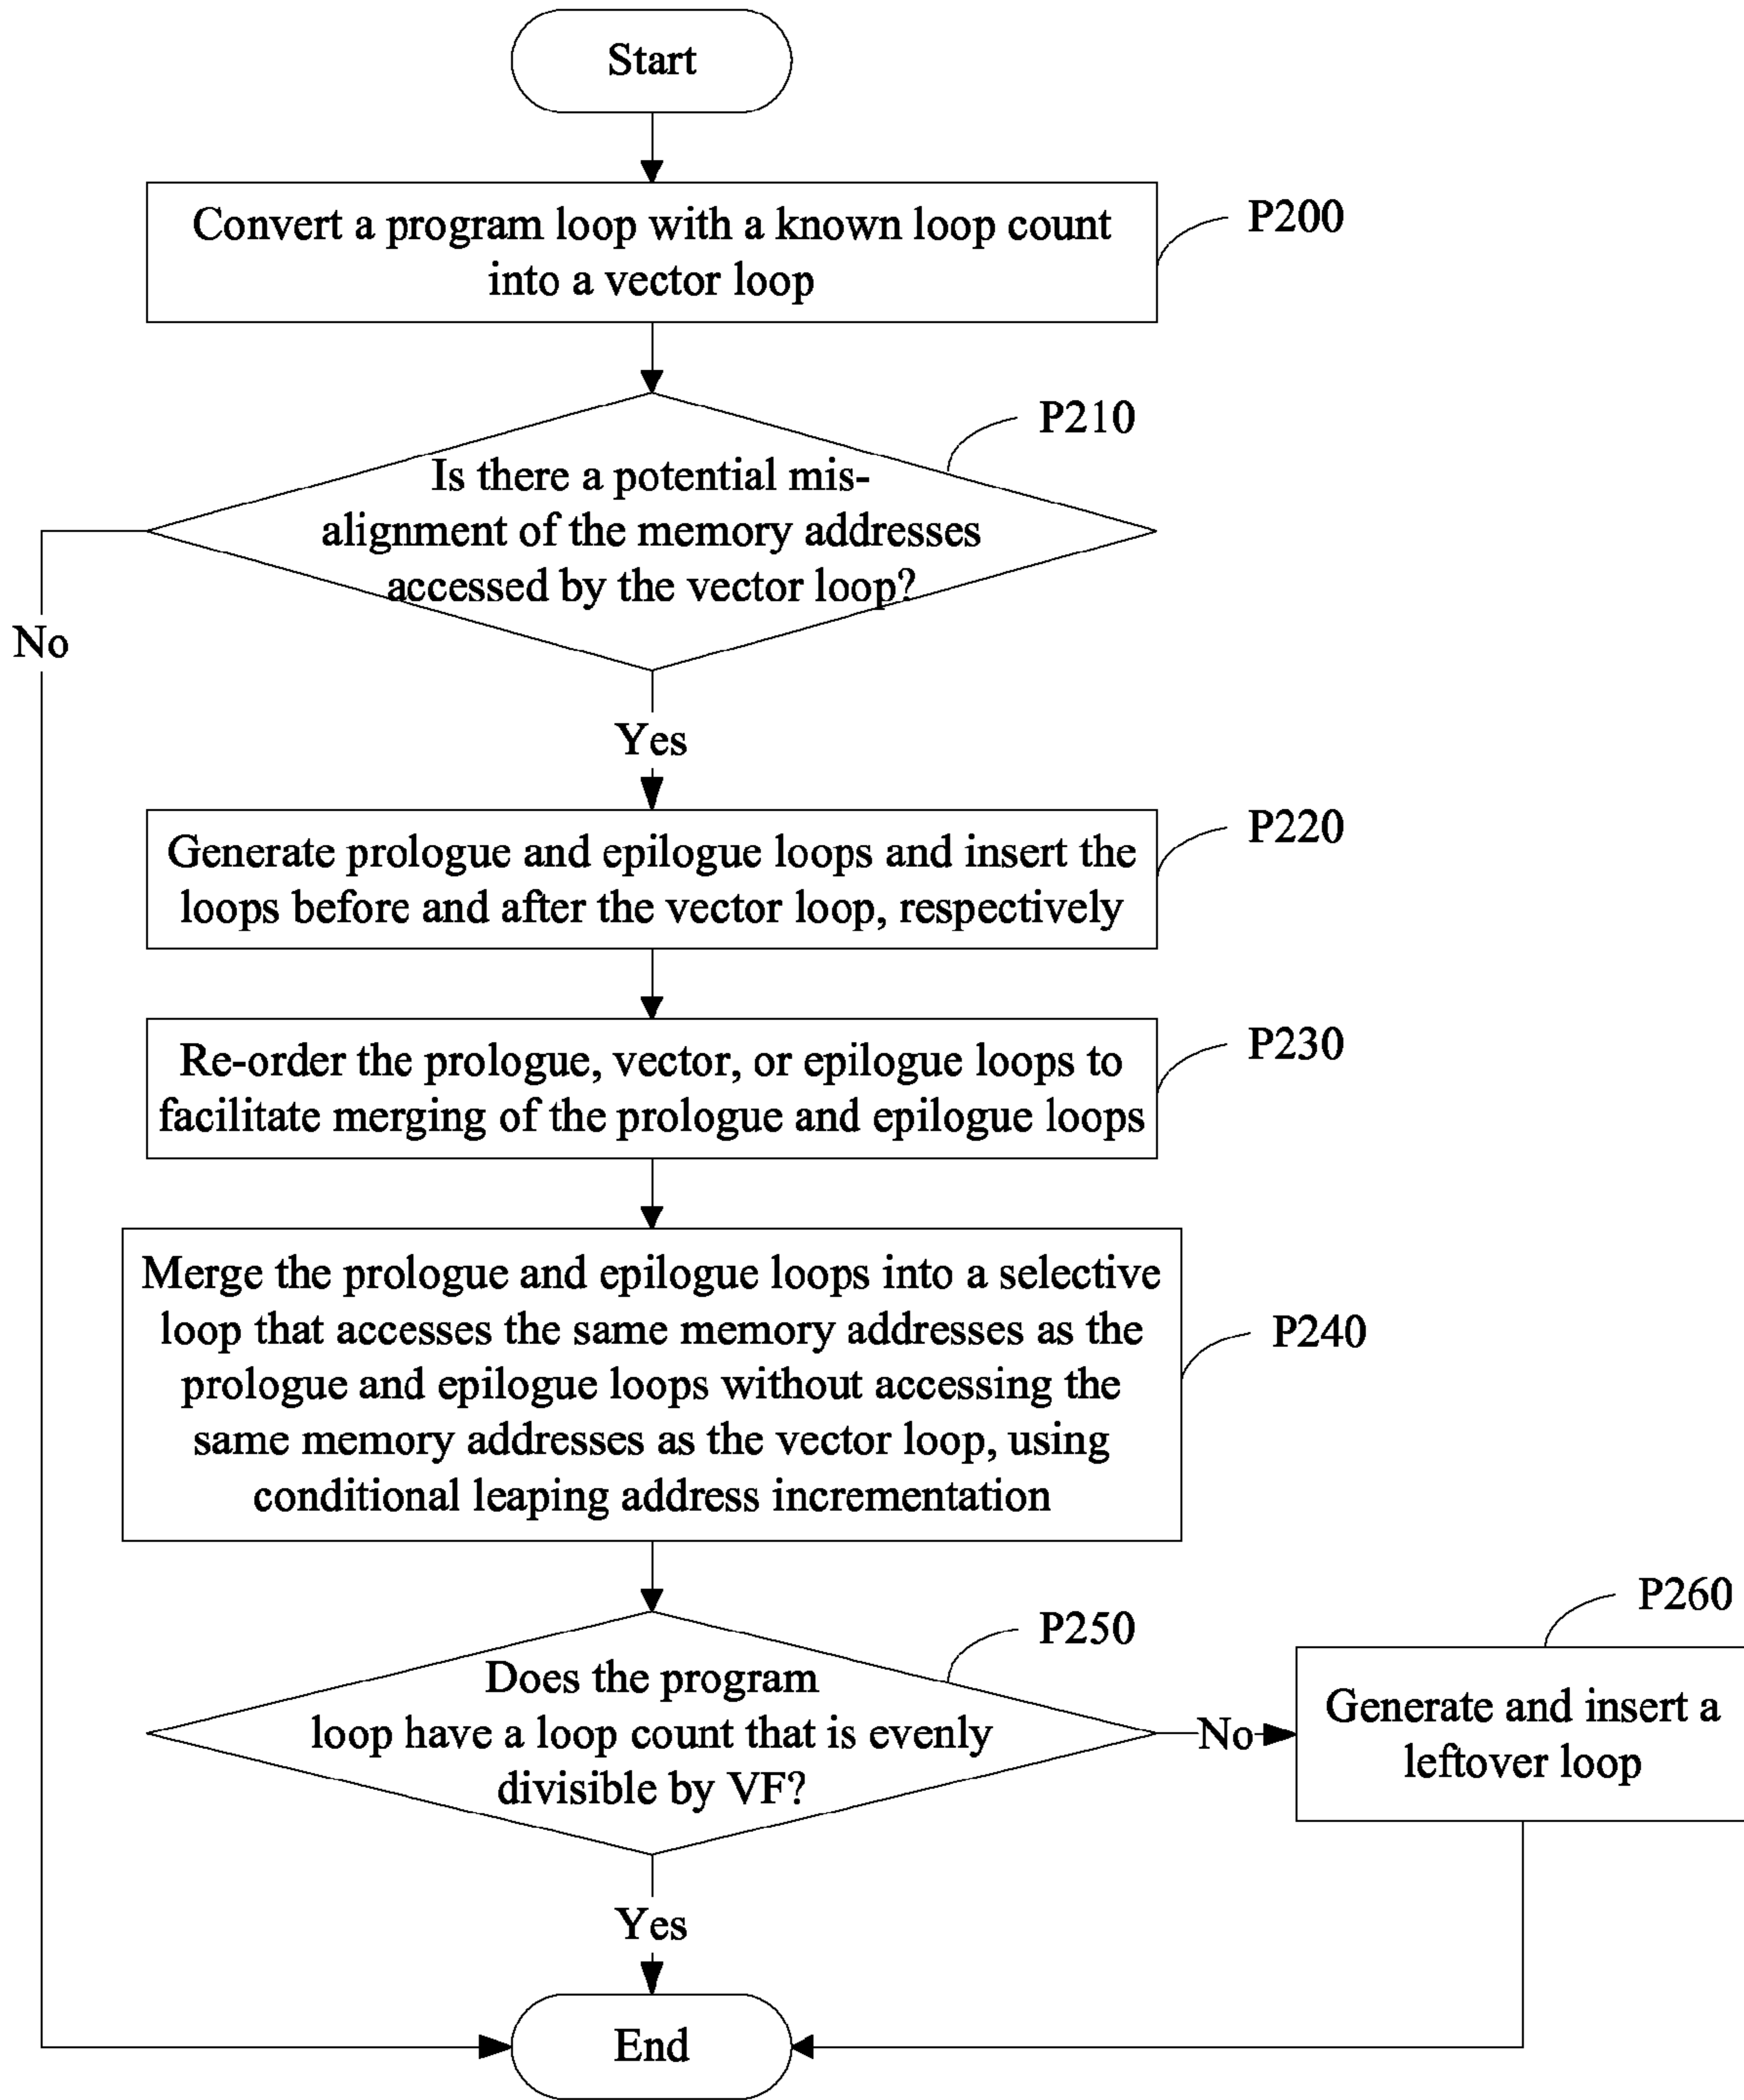 Start
Convert a program loop with a known loop count
into a vector loop
P200
P210
Is there a potential mis-
alignment of the memory addresses
accessed by the vector loop?
No
Yes
Generate prologue and epilogue loops and insert the
loops before and after the vector loop, respectively
P220
Re-order the prologue, vector, or epilogue loops to
facilitate merging of the prologue and epilogue loops
P230
Merge the prologue and epilogue loops into a selective
loop that accesses the same memory addresses as the
prologue and epilogue loops without accessing the
same memory addresses as the vector loop, using
conditional leaping address incrementation
P240
P250
Does the program
loop have a loop count that is evenly
divisible by VF?
No
P260
Generate and insert a
leftover loop
Yes
End